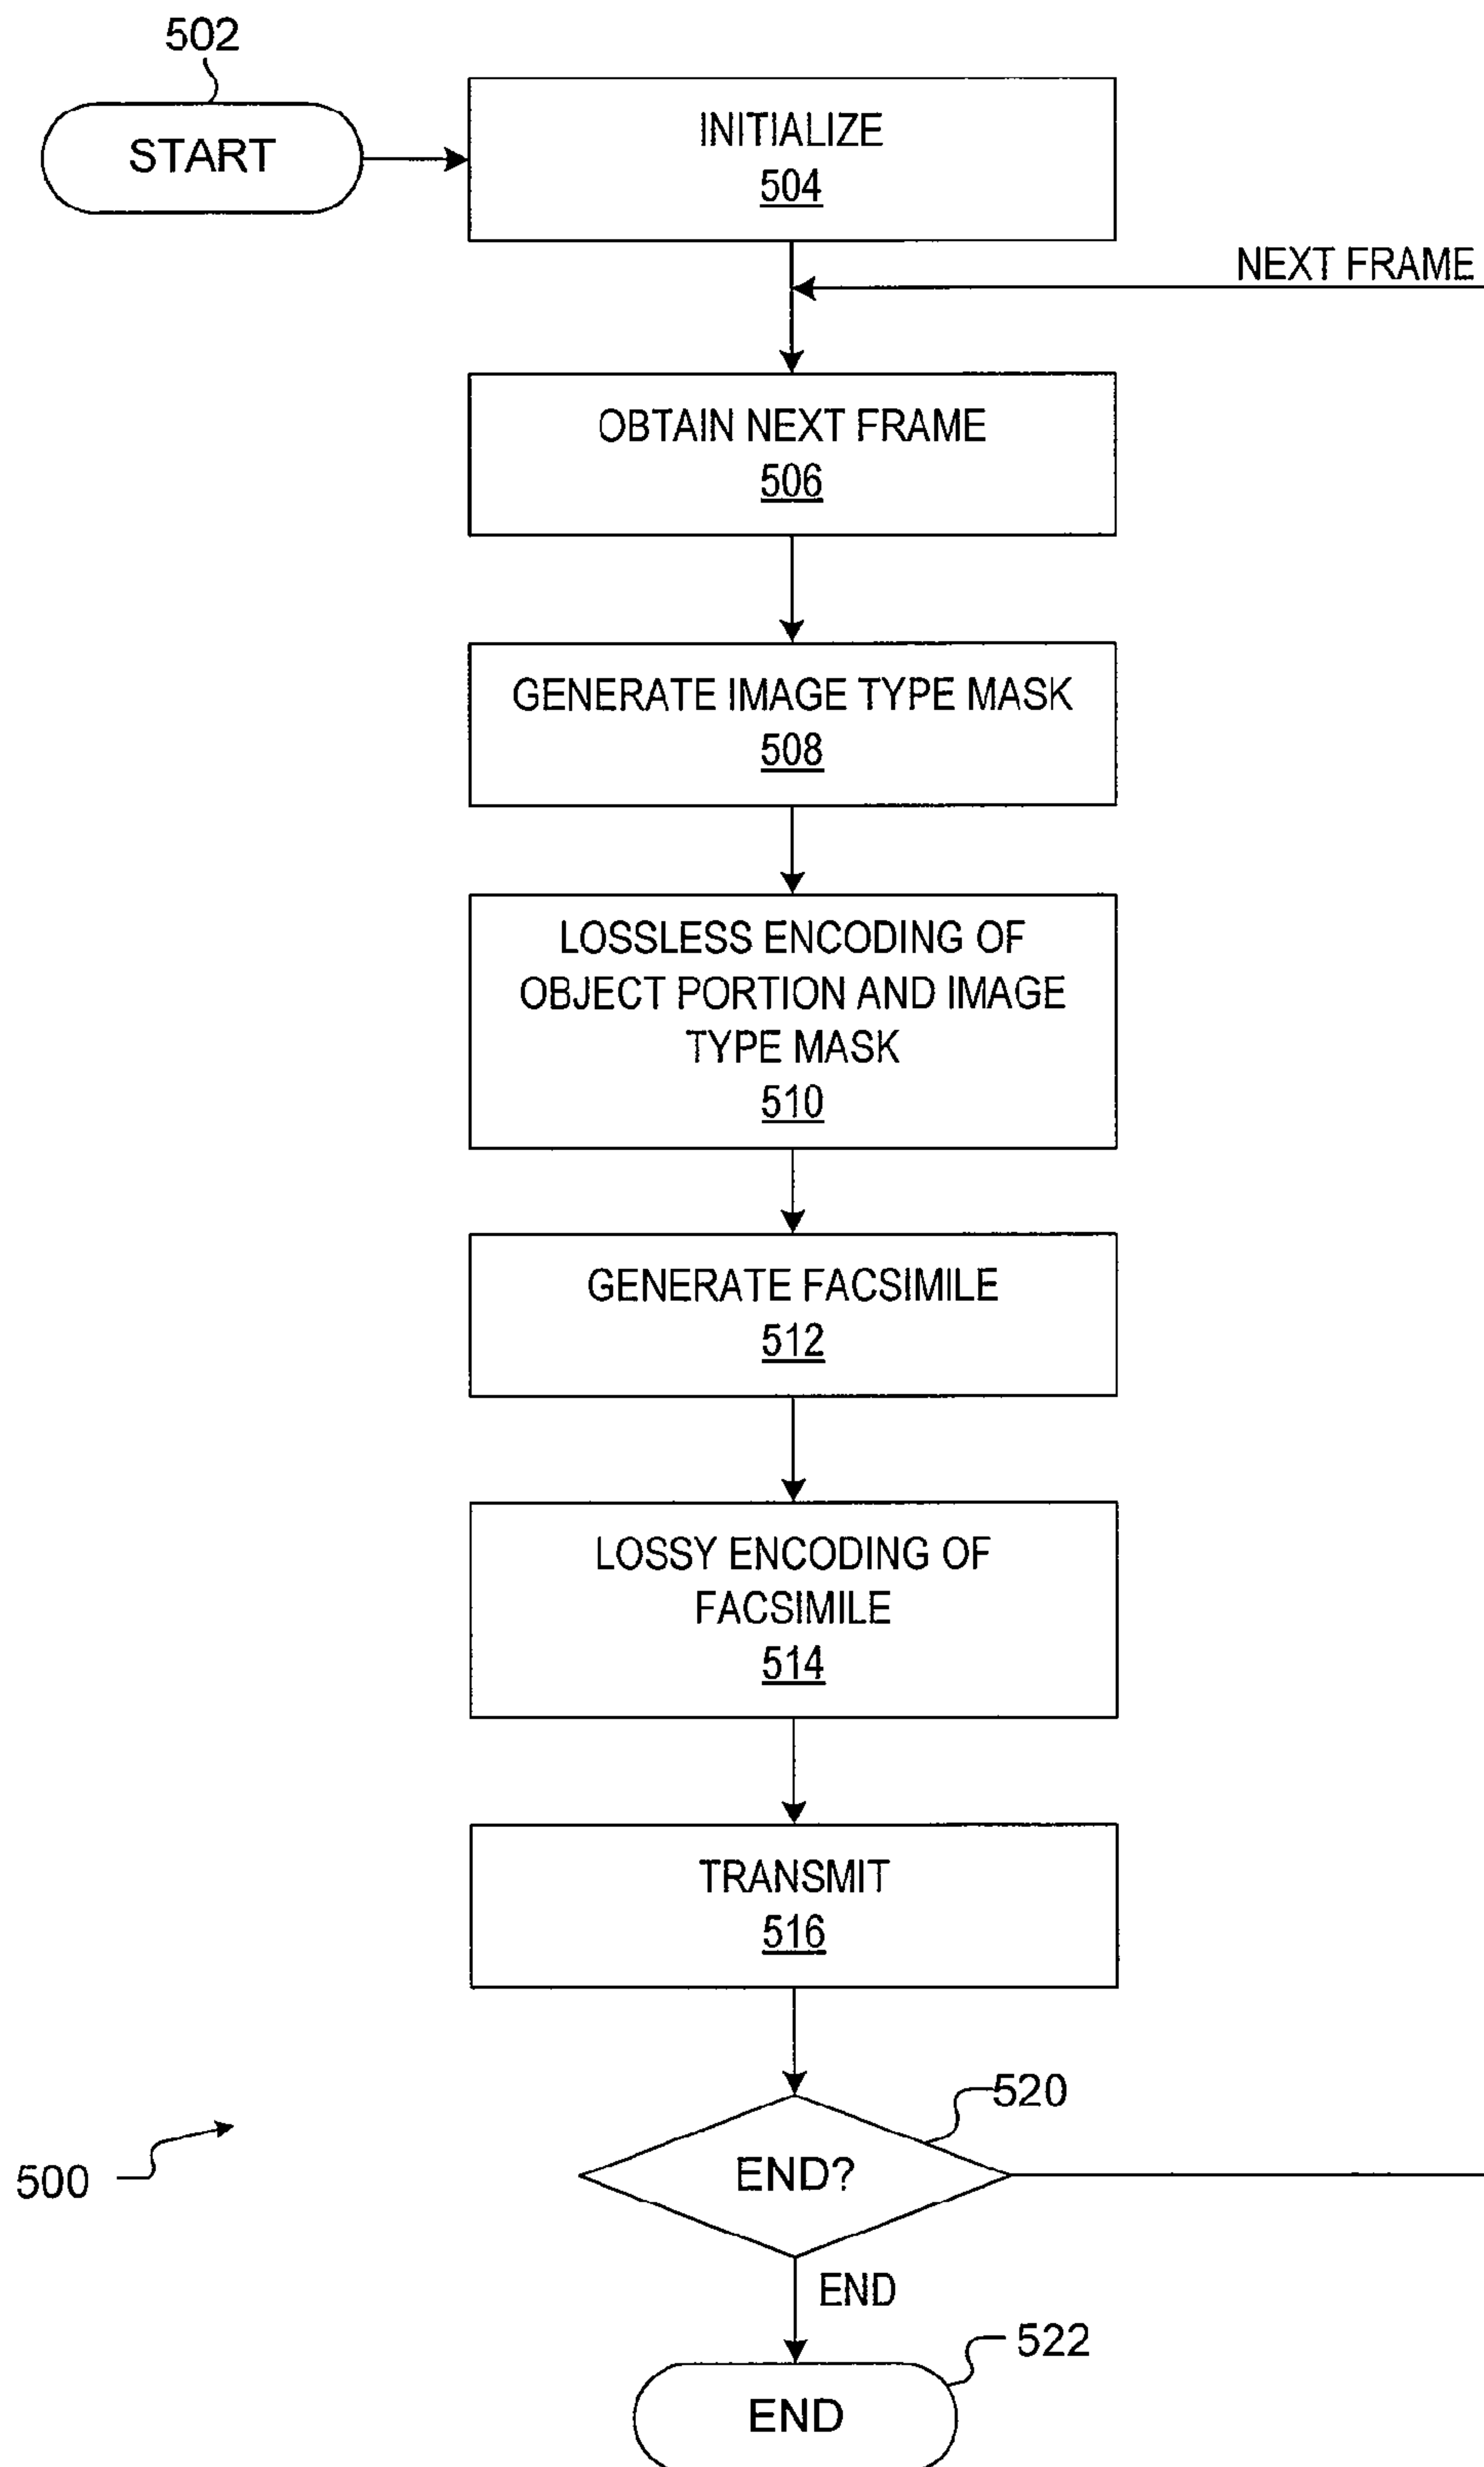 502
START
INITIALIZE
504
NEXT FRAME
OBTAIN NEXT FRAME
506
GENERATE IMAGE TYPE MASK
508
LOSSLESS ENCODING OF
OBJECT PORTION AND IMAGE
TYPE MASK
510
GENERATE FACSIMILE
512
LOSSY ENCODING OF
FACSIMILE
514
TRANSMIT
516
520
END?
500
END
522
END